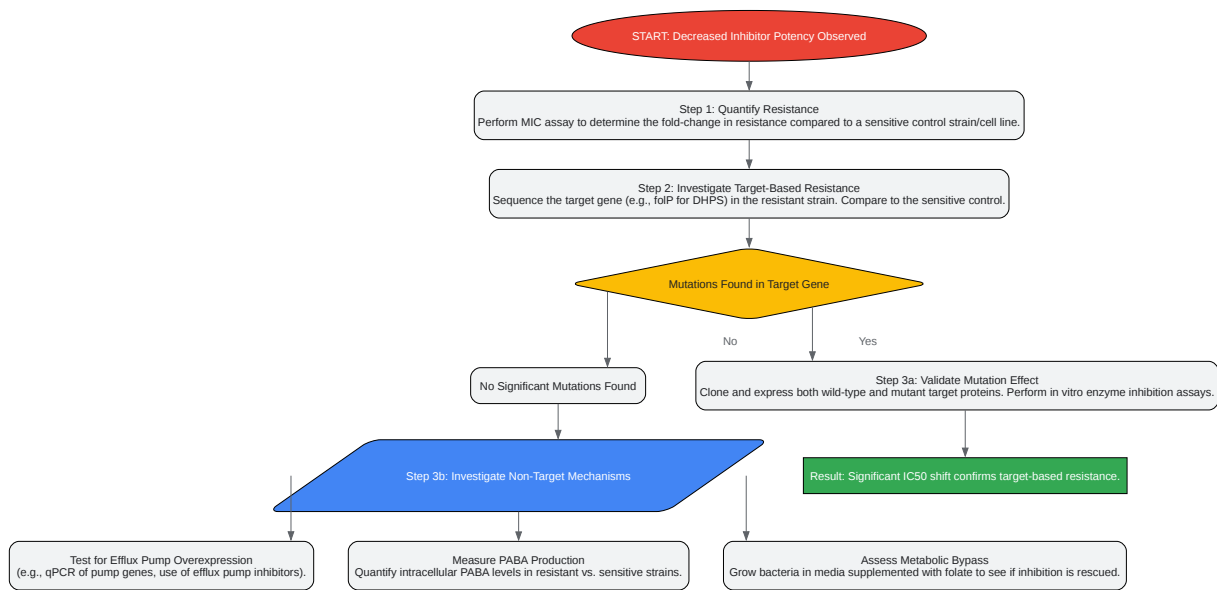 START: Decreased Inhibitor Potency Observed
Step 1: Quantify Resistance
Perform MIC assay to determine the fold-change in resistance compared to a sensitive control strain/cell line.
Step 2: Investigate Target-Based Resistance
Sequence the target gene (e.g., folP for DHPS) in the resistant strain. Compare to the sensitive control.
Mutations Found in Target Gene
No
Yes
No Significant Mutations Found
Step 3a: Validate Mutation Effect
Clone and express both wild-type and mutant target proteins. Perform in vitro enzyme inhibition assays.
Step 3b: Investigate Non-Target Mechanisms
Result: Significant IC50 shift confirms target-based resistance.
Test for Efflux Pump Overexpression
(e.g., qPCR of pump genes, use of efflux pump inhibitors).
Measure PABA Production
Quantify intracellular PABA levels in resistant vs. sensitive strains.
Assess Metabolic Bypass
Grow bacteria in media supplemented with folate to see if inhibition is rescued.